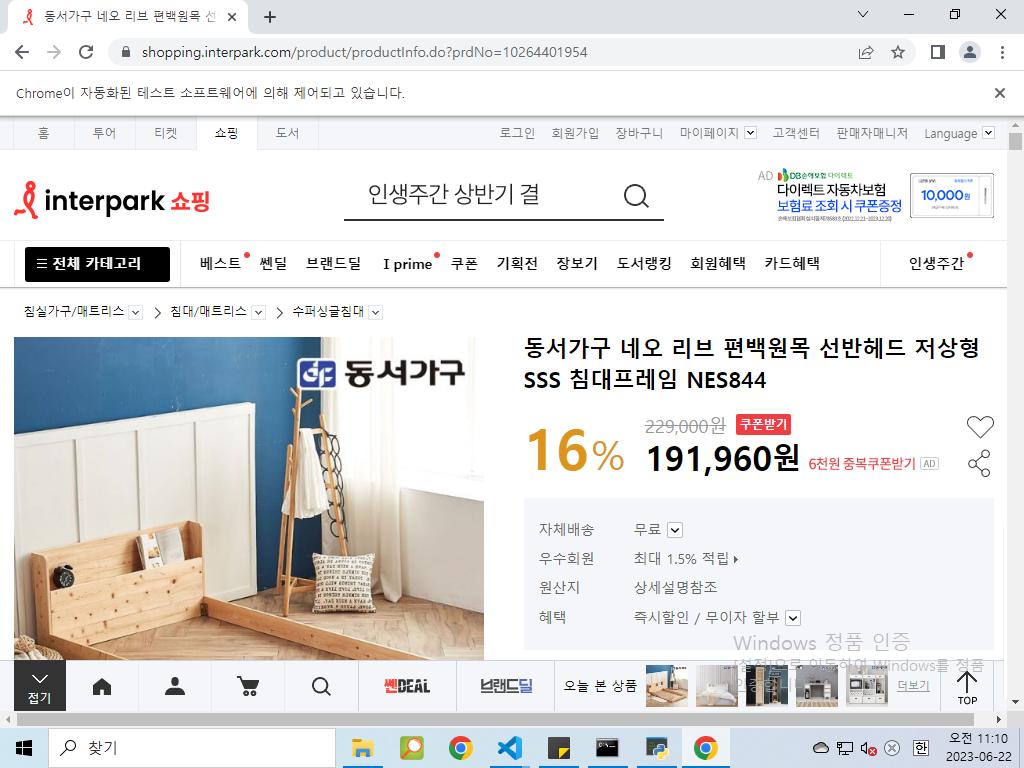 동서가구 네오 리브 편백원목 선
shopping.interpark.com/product/productInfo.do?prdNo=10264401954
Chrome이 자동화된 테스트 소프트웨어에 의해 제어되고 있습니다.
홈 투어 티켓 쇼핑 도서 로그인 회원가입 장바구니 마이페이지 고객센터 판매자매니저 Language
interpark 쇼핑
인생주간 상반기 결
AD DB손해보험 다이렉트
다이렉트 자동차보험
보험료 조회 시 쿠폰증정
10,000원
전체 카테고리 베스트 쎈딜 브랜드딜 I prime 쿠폰 기획전 장보기 도서랭킹 회원혜택 카드혜택 인생주간
침실가구/매트리스 침대/매트리스 수퍼싱글침대
동서가구
동서가구 네오 리브 편백원목 선반헤드 저상형
SSS 침대프레임 NES844
229,000원 쿠폰받기
16% 191,960원 6천원 중복쿠폰받기 AD
자체배송 무료
우수회원 최대 1.5% 적립
원산지 상세설명참조
혜택 즉시할인 / 무이자 할부
Windows 정품 인증
[설정]으로 이동하여 Windows를 정품
인증합니다.
접기
쎈DEAL
브랜드딜
오늘 본 상품
더보기
TOP
찾기
한
오전 11:10
2023-06-22